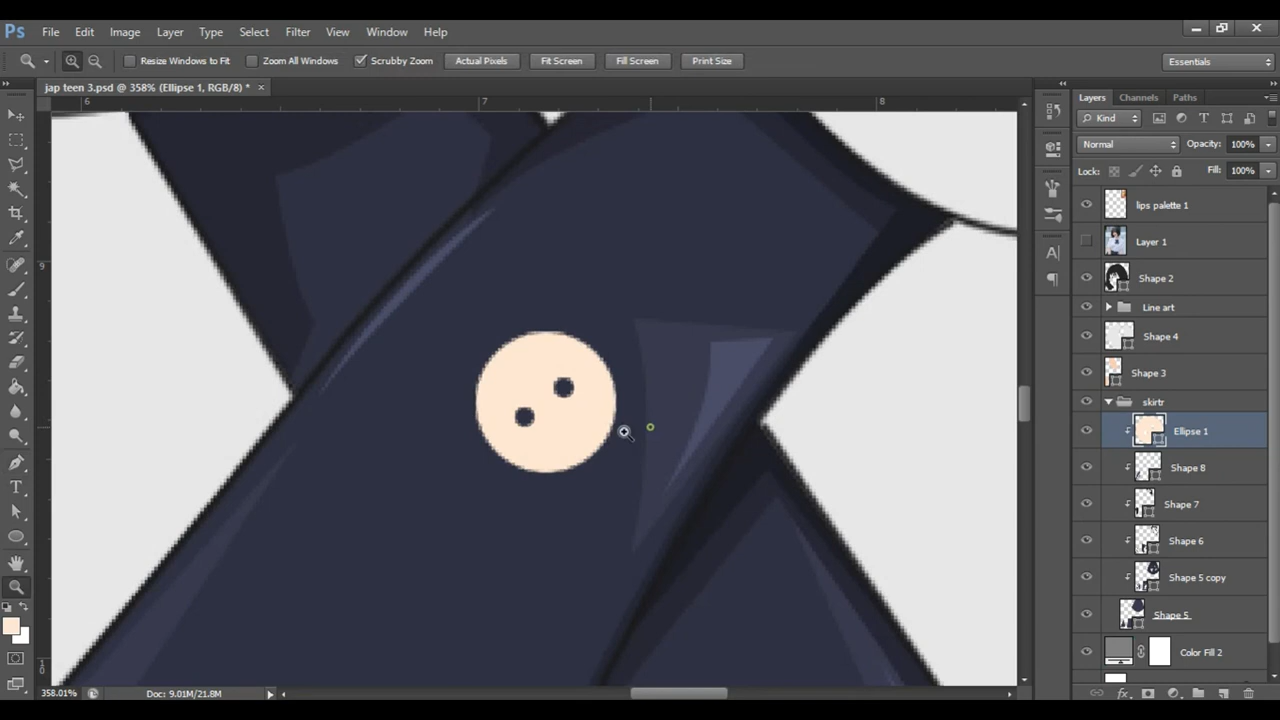 Ps File Edit Image Layer Type Select Filter View Window Help
Resize Windows to Fit Zoom All Windows Scrubby Zoom Actual Pixels Fit Screen Fill Screen Print Size Essentials
jap teen 3.psd @ 358% (Ellipse 1, RGB/8) * ×
6 7 8
9
10
Layers Channels Paths
Kind
Normal Opacity: 100%
Lock: Fill: 100%
lips palette 1
Layer 1
Shape 2
Line art
Shape 4
Shape 3
skirtr
Ellipse 1
Shape 8
Shape 7
Shape 6
Shape 5 copy
Shape 5
Color Fill 2
358.01% Doc: 9.01M/21.8M